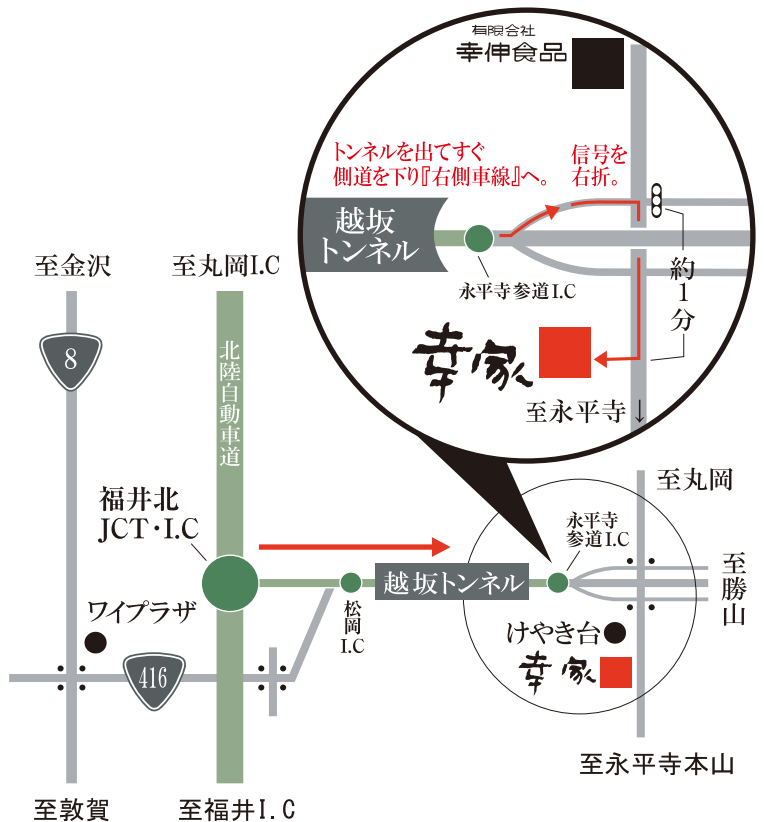 有限会社
幸伸食品
トンネルを出てすぐ
側道を下り『右側車線』へ。
信号を
右折。
越坂
トンネル
永平寺参道I.C
約1分
幸家
至永平寺↓
至金沢
至丸岡I.C
8
北陸自動車道
福井北
JCT・I.C
至丸岡
永平寺
参道I.C
越坂トンネル
至勝山
松岡
I.C
ワイプラザ
けやき台
幸家
416
至永平寺本山
至敦賀
至福井I.C